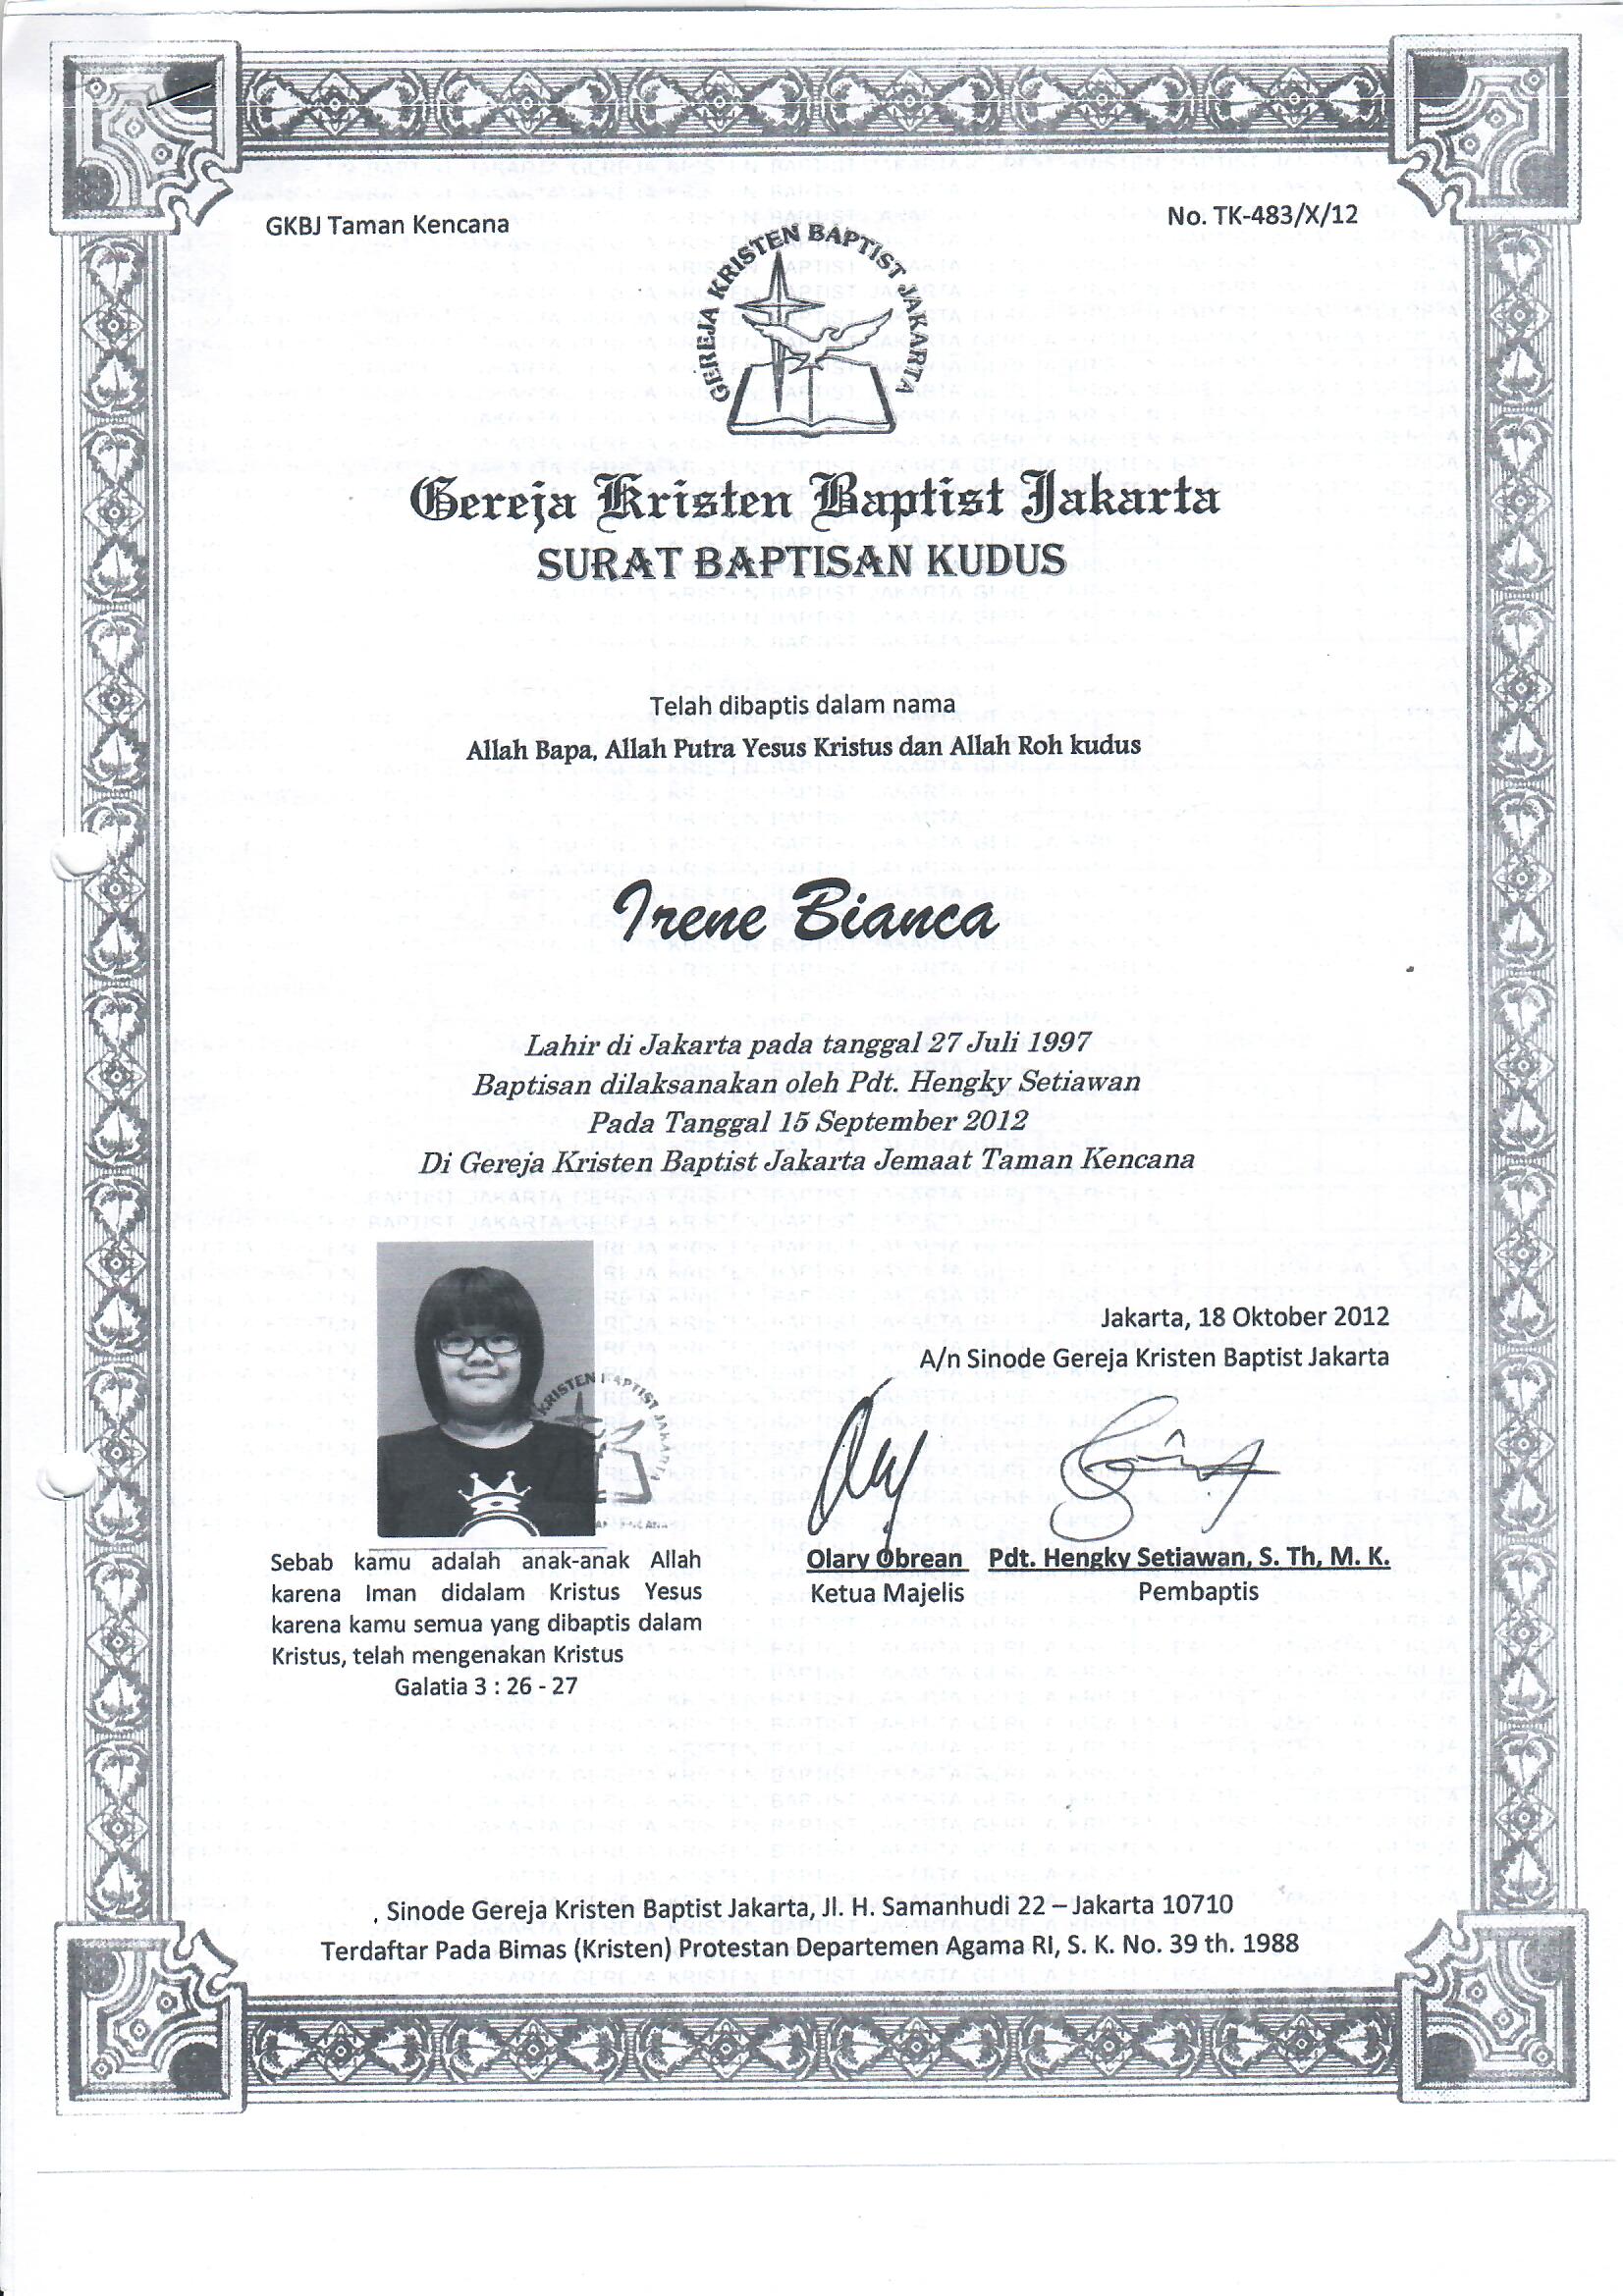 GKBJ Taman Kencana
No. TK-483/X/12
GEREJA KRISTEN BAPTIST JAKARTA
Gereja Kristen Baptist Jakarta
SURAT BAPTISAN KUDUS
Telah dibaptis dalam nama
Allah Bapa, Allah Putra Yesus Kristus dan Allah Roh kudus
Irene Bianca
Lahir di Jakarta pada tanggal 27 Juli 1997
Baptisan dilaksanakan oleh Pdt. Hengky Setiawan
Pada Tanggal 15 September 2012
Di Gereja Kristen Baptist Jakarta Jemaat Taman Kencana
Jakarta, 18 Oktober 2012
A/n Sinode Gereja Kristen Baptist Jakarta
KRISTEN BAPTIST JAKARTA
Olary Obrean Pdt. Hengky Setiawan, S. Th, M. K.
Ketua Majelis Pembaptis
Sebab kamu adalah anak-anak Allah
karena Iman didalam Kristus Yesus
karena kamu semua yang dibaptis dalam
Kristus, telah mengenakan Kristus
Galatia 3 : 26 - 27
Sinode Gereja Kristen Baptist Jakarta, Jl. H. Samanhudi 22 – Jakarta 10710
Terdaftar Pada Bimas (Kristen) Protestan Departemen Agama RI, S. K. No. 39 th. 1988